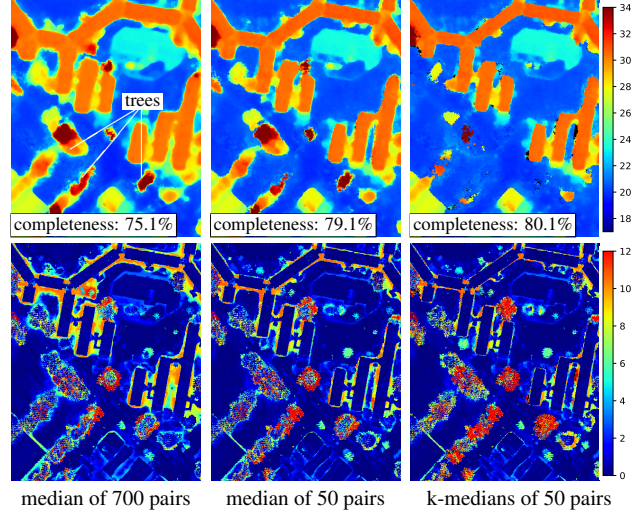 trees
completeness: 75.1%
completeness: 79.1%
completeness: 80.1%
34
32
30
28
26
24
22
20
18
12
10
8
6
4
2
0
median of 700 pairs
median of 50 pairs
k-medians of 50 pairs